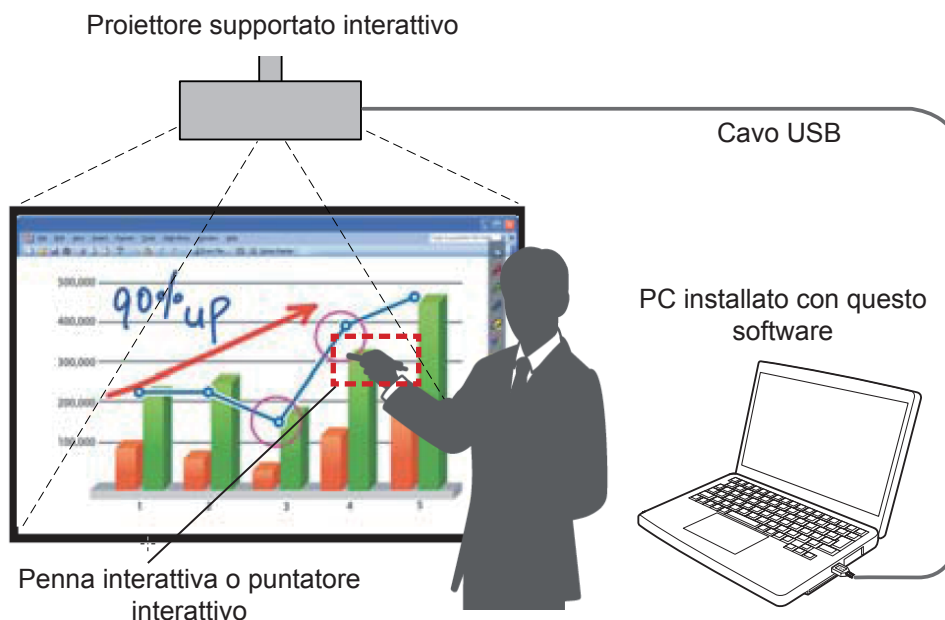 Proiettore supportato interattivo
Cavo USB
500,000
90% up
400,000
300,000
200,000
100,000
1 2 3 4 5
PC installato con questo
software
Penna interattiva o puntatore
interattivo